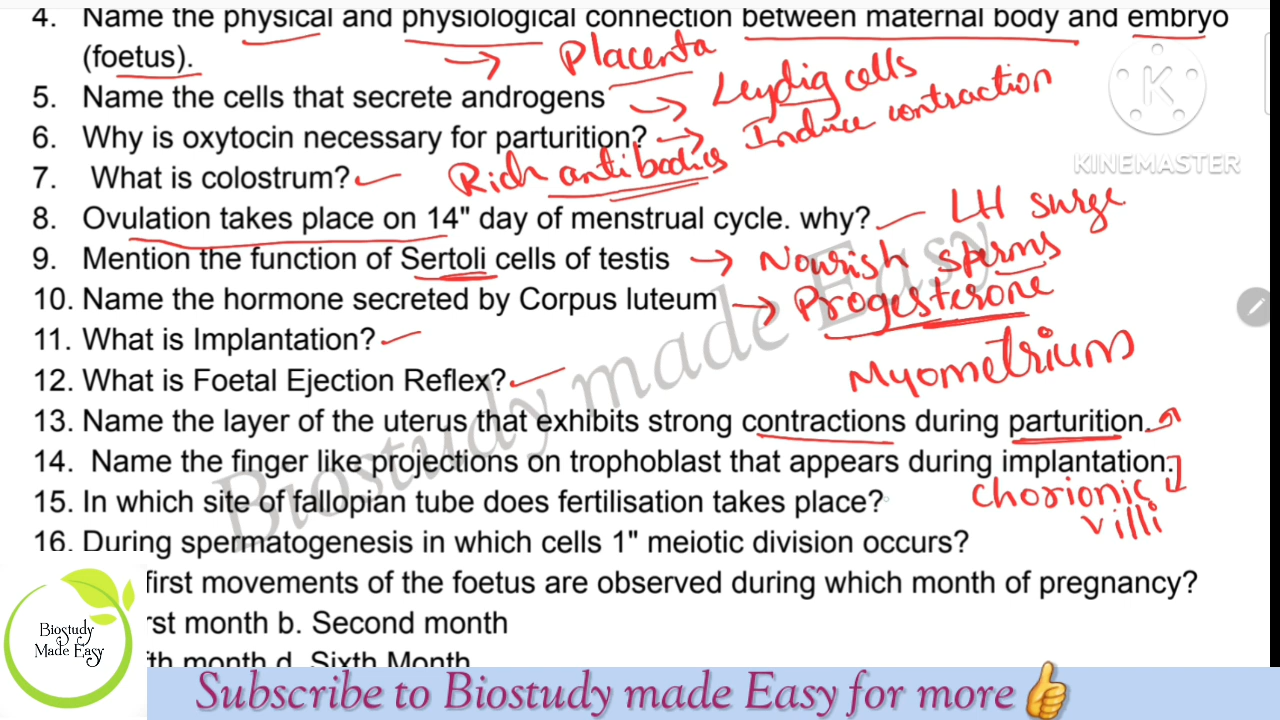 4. Name the physical and physiological connection between maternal body and embryo
(foetus). → Placenta
5. Name the cells that secrete androgens → Leydig cells
6. Why is oxytocin necessary for parturition? → Induce contraction
7. What is colostrum? Rich antibodies
8. Ovulation takes place on 14" day of menstrual cycle. why? LH surge
9. Mention the function of Sertoli cells of testis → Nourish sperms
10. Name the hormone secreted by Corpus luteum → Progesterone
11. What is Implantation?
12. What is Foetal Ejection Reflex?
Myometrium
13. Name the layer of the uterus that exhibits strong contractions during parturition.
14. Name the finger like projections on trophoblast that appears during implantation.
chorionic
villi
15. In which site of fallopian tube does fertilisation takes place?
16. During spermatogenesis in which cells 1" meiotic division occurs?
first movements of the foetus are observed during which month of pregnancy?
rst month b. Second month
fth month d. Sixth Month
K
KINEMASTER
Biostudy made Easy
Biostudy
Made Easy
Subscribe to Biostudy made Easy for more 👍